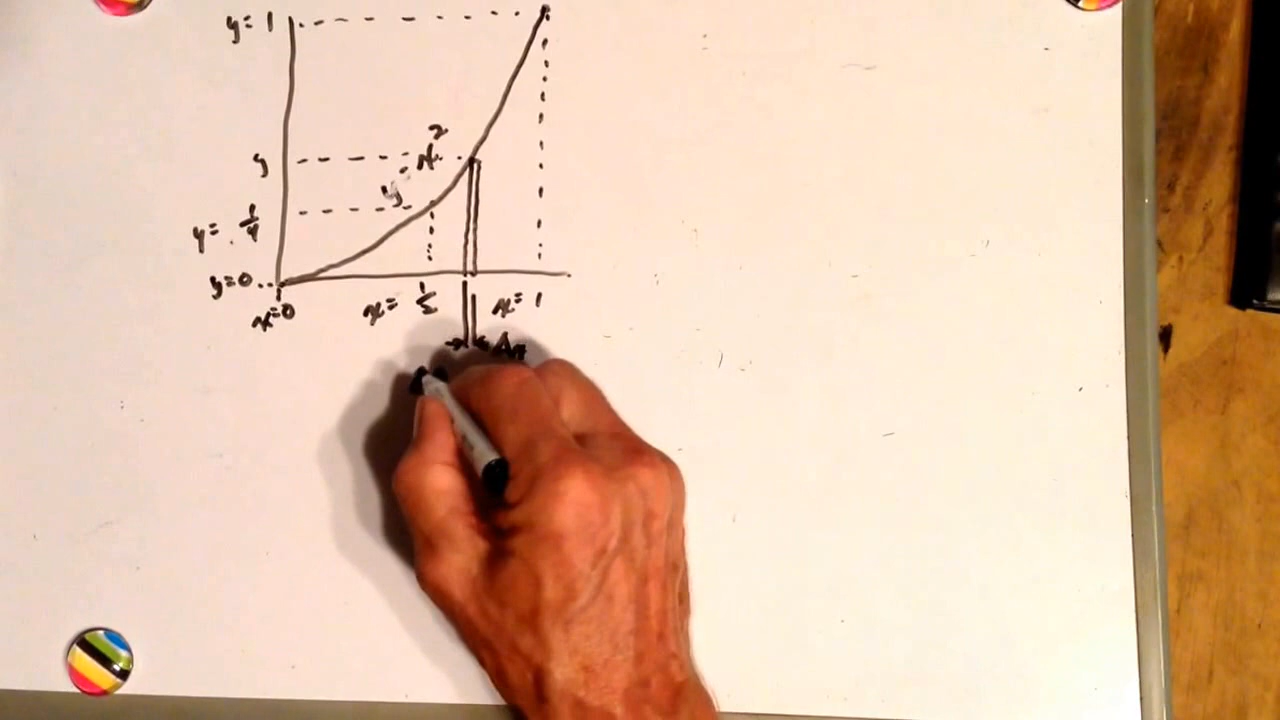 y = 1
y
y = x²
y = 1/4
y=0
x=0
x = 1/2
x = 1
Δx